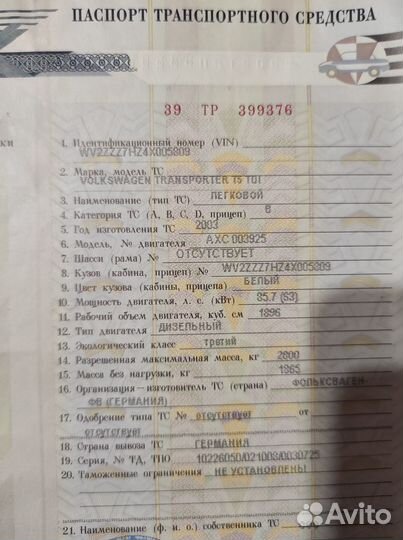 ПАСПОРТ ТРАНСПОРТНОГО СРЕДСТВА
39 ТР 399376
ки
1. Идентификационный номер (VIN)
WV2ZZZ7HZ4X005809
2. Марка, модель ТС
VOLKSWAGEN TRANSPORTER T5 TDI
3. Наименование (тип ТС) ЛЕГКОВОЙ
4. Категория ТС (A, B, C, D, прицеп) B
5. Год изготовления ТС 2003
6. Модель, № двигателя AXC 003925
7. Шасси (рама) № ОТСУТСТВУЕТ
8. Кузов (кабина, прицеп) № WV2ZZZ7HZ4X005809
9. Цвет кузова (кабины, прицепа) БЕЛЫЙ
10. Мощность двигателя, л. с. (кВт) 85.7 (63)
11. Рабочий объем двигателя, куб. см 1896
12. Тип двигателя ДИЗЕЛЬНЫЙ
13. Экологический класс третий
14. Разрешенная максимальная масса, кг 2800
15. Масса без нагрузки, кг 1865
16. Организация – изготовитель ТС (страна) ФОЛЬКСВАГЕН
ФВ (ГЕРМАНИЯ)
17. Одобрение типа ТС № отсутствует от
отсутствует
18. Страна вывоза ТС ГЕРМАНИЯ
19. Серия, № ТД, ТПО 10226050/021003/0030725
20. Таможенные ограничения НЕ УСТАНОВЛЕНЫ
21. Наименование (ф. и. о.) собственника ТС
Avito